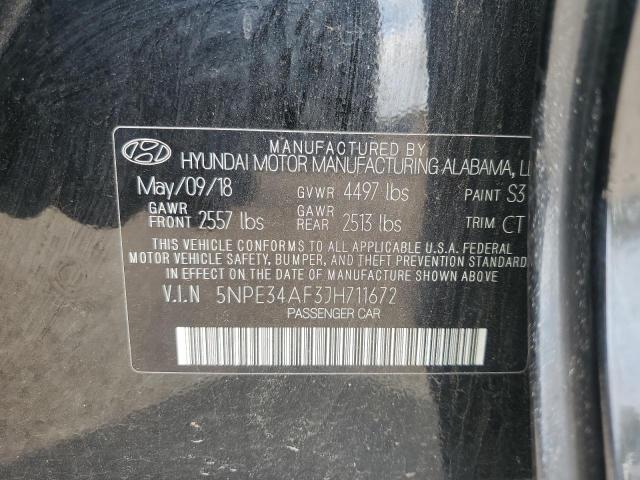 MANUFACTURED BY
HYUNDAI MOTOR MANUFACTURING ALABAMA,
May/09/18 GVWR 4497 lbs PAINT S3
GAWR FRONT 2557 lbs GAWR REAR 2513 lbs TRIM CT
THIS VEHICLE CONFORMS TO ALL APPLICABLE U.S.A. FEDERAL
MOTOR VEHICLE SAFETY, BUMPER, AND THEFT PREVENTION STANDARDS
IN EFFECT ON THE DATE OF MANUFACTURE SHOWN ABOVE.
V.I.N 5NPE34AF3JH711672
PASSENGER CAR